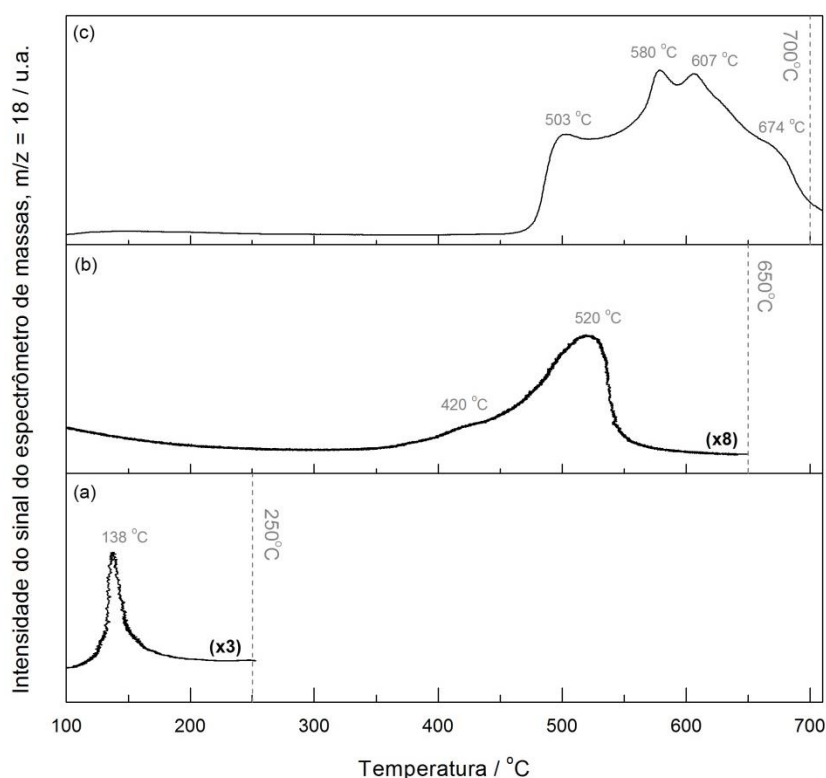 Intensidade do sinal do espectrômetro de massas, m/z = 18 / u.a.
(c)
503 °C
580 °C
607 °C
674 °C
700°C
(b)
420 °C
520 °C
(x8)
650°C
(a)
138 °C
(x3)
250°C
100 200 300 400 500 600 700
Temperatura / °C